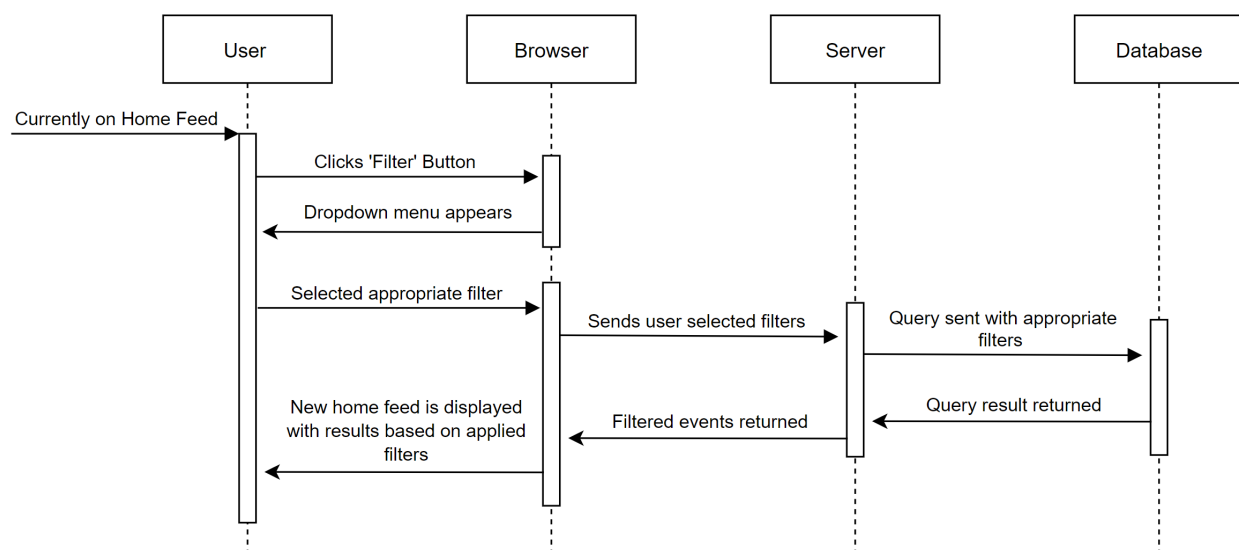 User
Browser
Server
Database
Currently on Home Feed
Clicks 'Filter' Button
Dropdown menu appears
Selected appropriate filter
Sends user selected filters
Query sent with appropriate
filters
Query result returned
Filtered events returned
New home feed is displayed
with results based on applied
filters